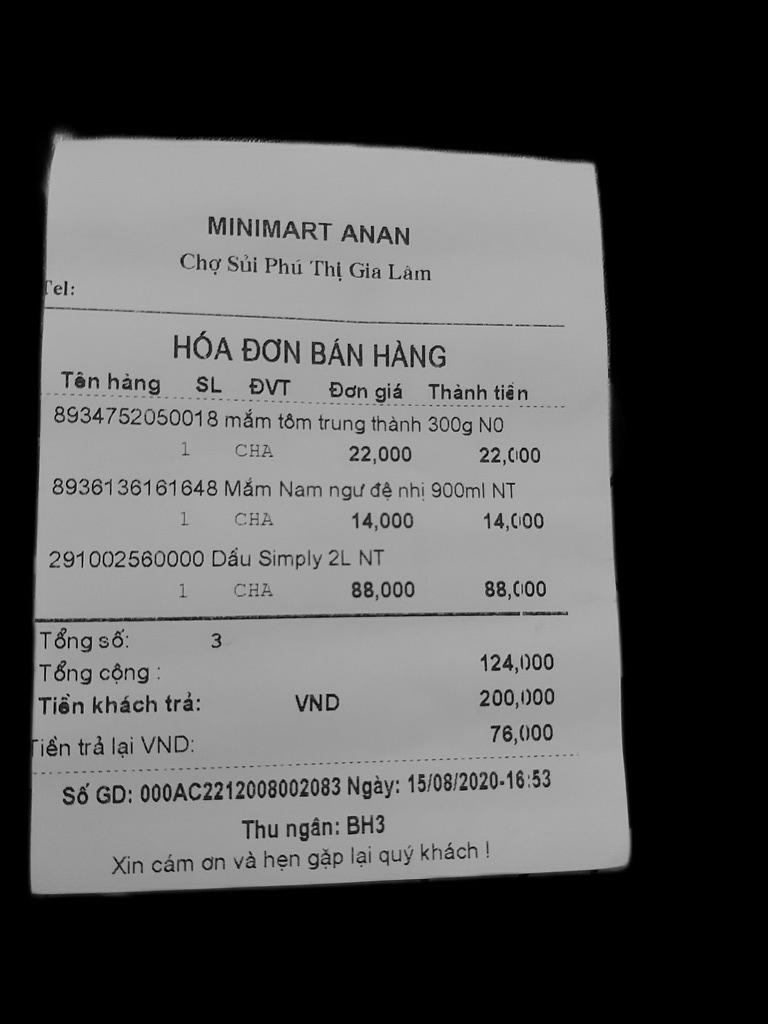 MINIMART ANAN
Chợ Sủi Phú Thị Gia Lâm
Tel:
HÓA ĐƠN BÁN HÀNG
Tên hàng SL ĐVT Đơn giá Thành tiền
8934752050018 mắm tôm trung thành 300g N0
1 CHA 22,000 22,000
8936136161648 Mắm Nam ngư đệ nhị 900ml NT
1 CHA 14,000 14,000
291002560000 Dầu Simply 2L NT
1 CHA 88,000 88,000
Tổng số: 3
Tổng cộng : 124,000
Tiền khách trả: VND 200,000
Tiền trả lại VND: 76,000
Số GD: 000AC2212008002083 Ngày: 15/08/2020-16:53
Thu ngân: BH3
Xin cám ơn và hẹn gặp lại quý khách !